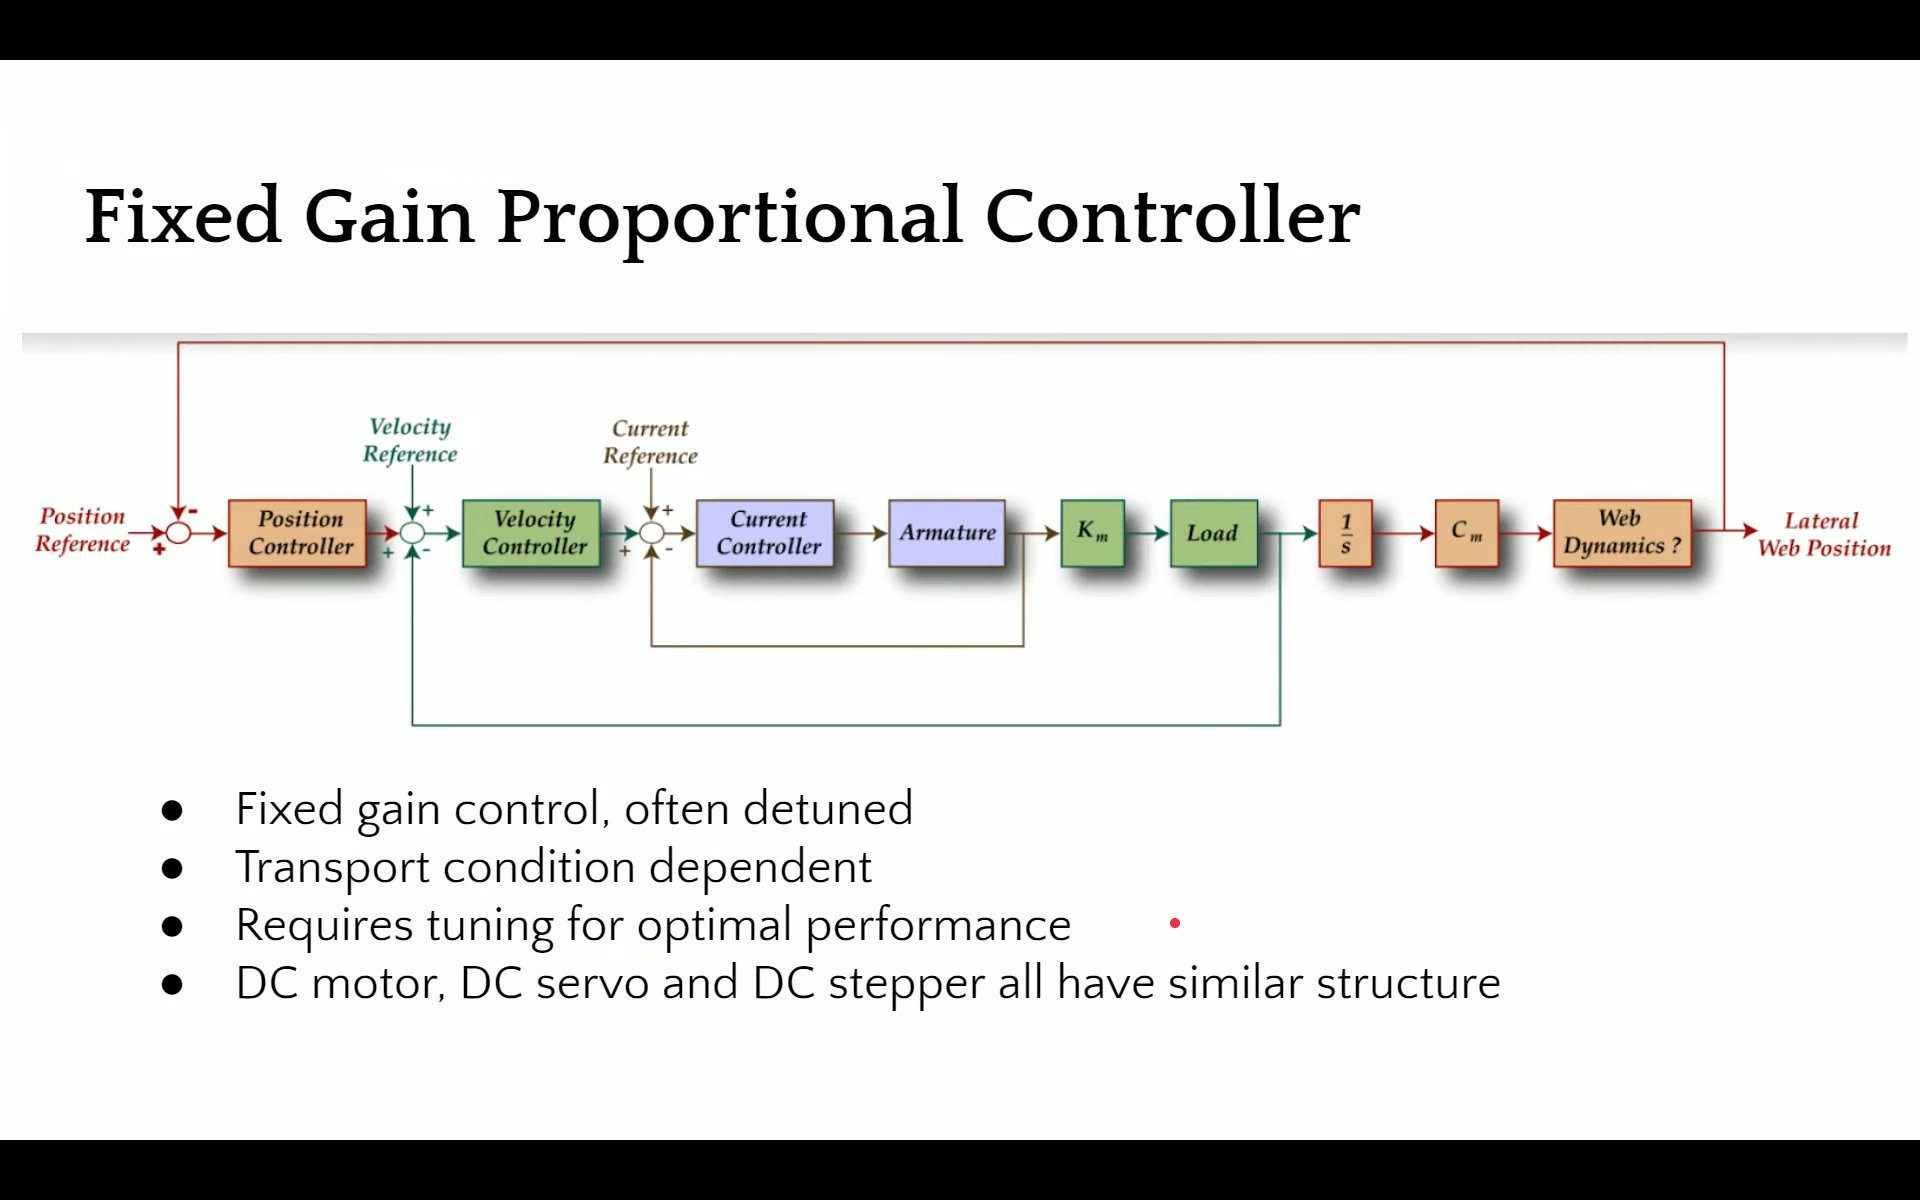 Fixed Gain Proportional Controller
Velocity
Reference
Current
Reference
Position
Reference
-
+
Position
Controller
+
+
-
Velocity
Controller
+
+
-
Current
Controller
Armature
K m
Load
1
s
C m
Web
Dynamics ?
Lateral
Web Position
● Fixed gain control, often detuned
● Transport condition dependent
● Requires tuning for optimal performance
● DC motor, DC servo and DC stepper all have similar structure